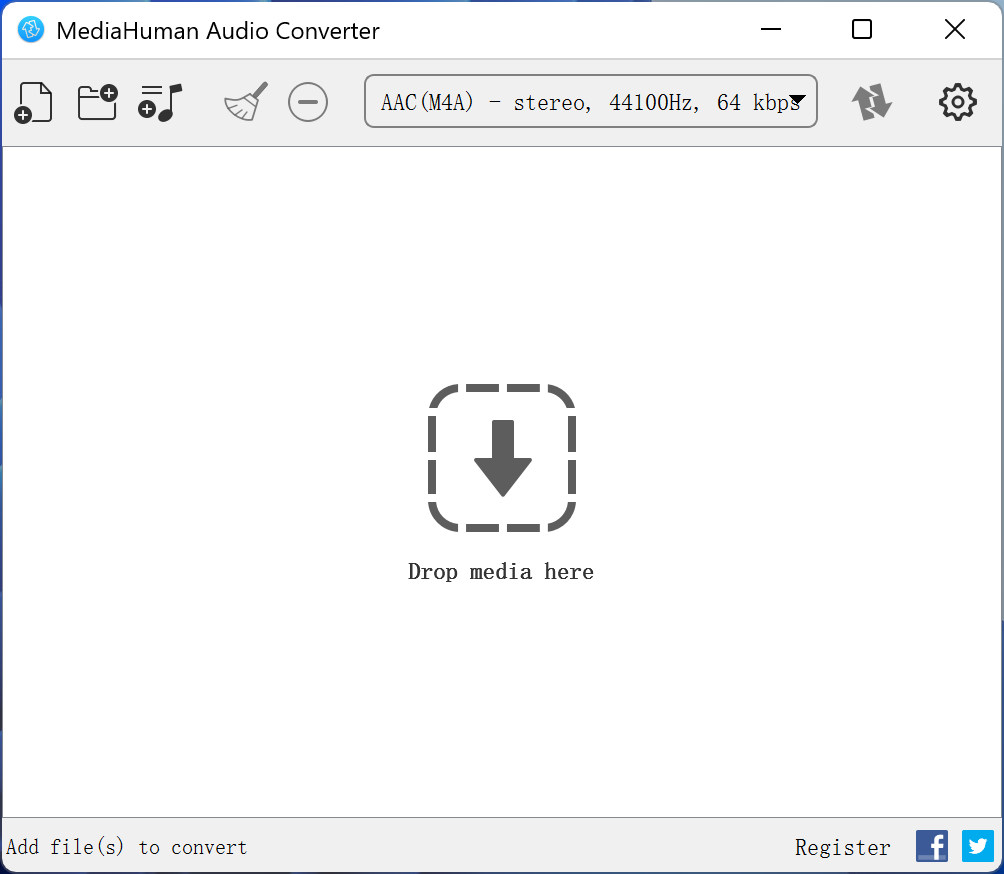 MediaHuman Audio Converter
AAC(M4A) - stereo, 44100Hz, 64 kbps
Drop media here
Add file(s) to convert
Register